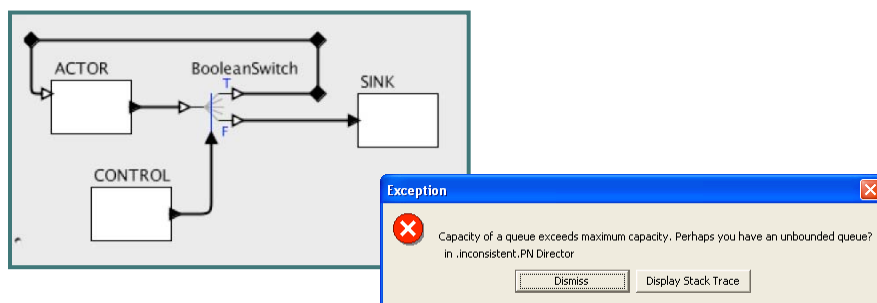 ACTOR
BooleanSwitch
T
SINK
F
CONTROL
Exception
Capacity of a queue exceeds maximum capacity. Perhaps you have an unbounded queue?
in .inconsistent.PN Director
Dismiss
Display Stack Trace